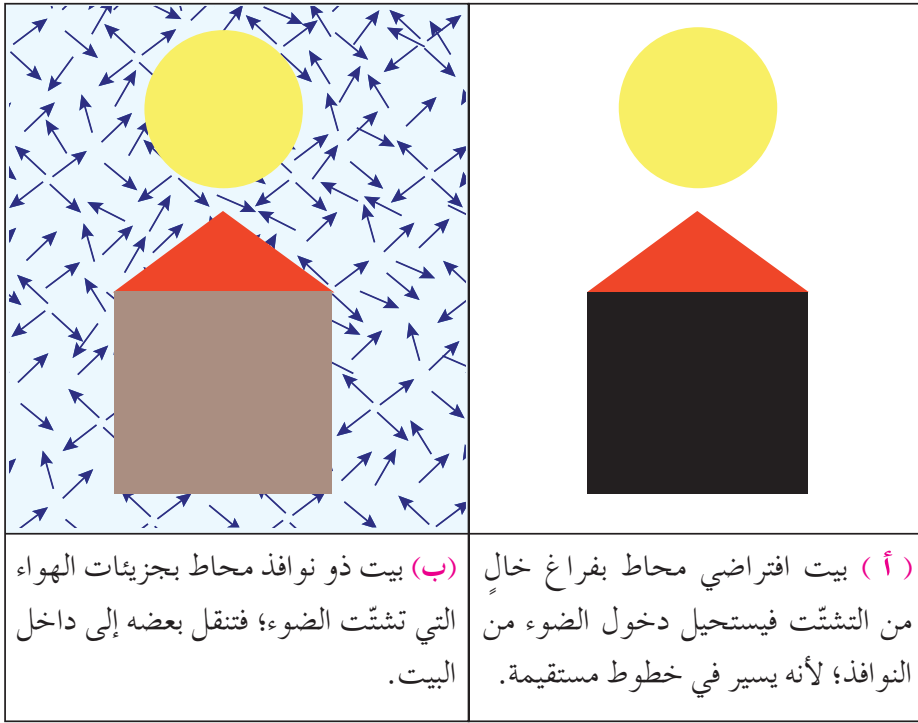 ( أ ) بيت افتراضي محاط بفراغ خالٍ
من التشتّت فيستحيل دخول الضوء من
النوافذ؛ لأنه يسير في خطوط مستقيمة.
(ب) بيت ذو نوافذ محاط بجزيئات الهواء
التي تشتّت الضوء؛ فتنقل بعضه إلى داخل
البيت.